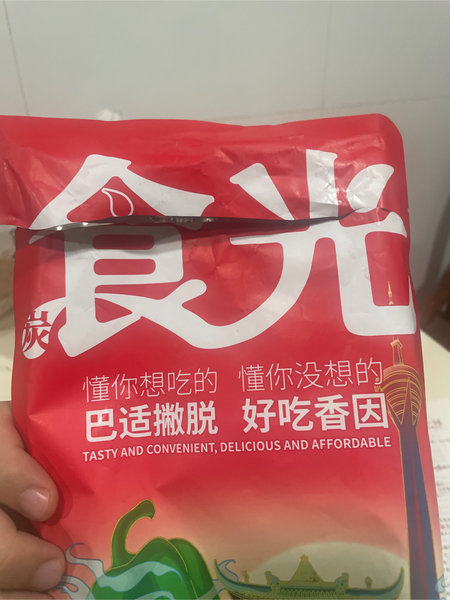 食光
炭
懂你想吃的 懂你没想的
巴适撇脱 好吃香因
TASTY AND CONVENIENT, DELICIOUS AND AFFORDABLE